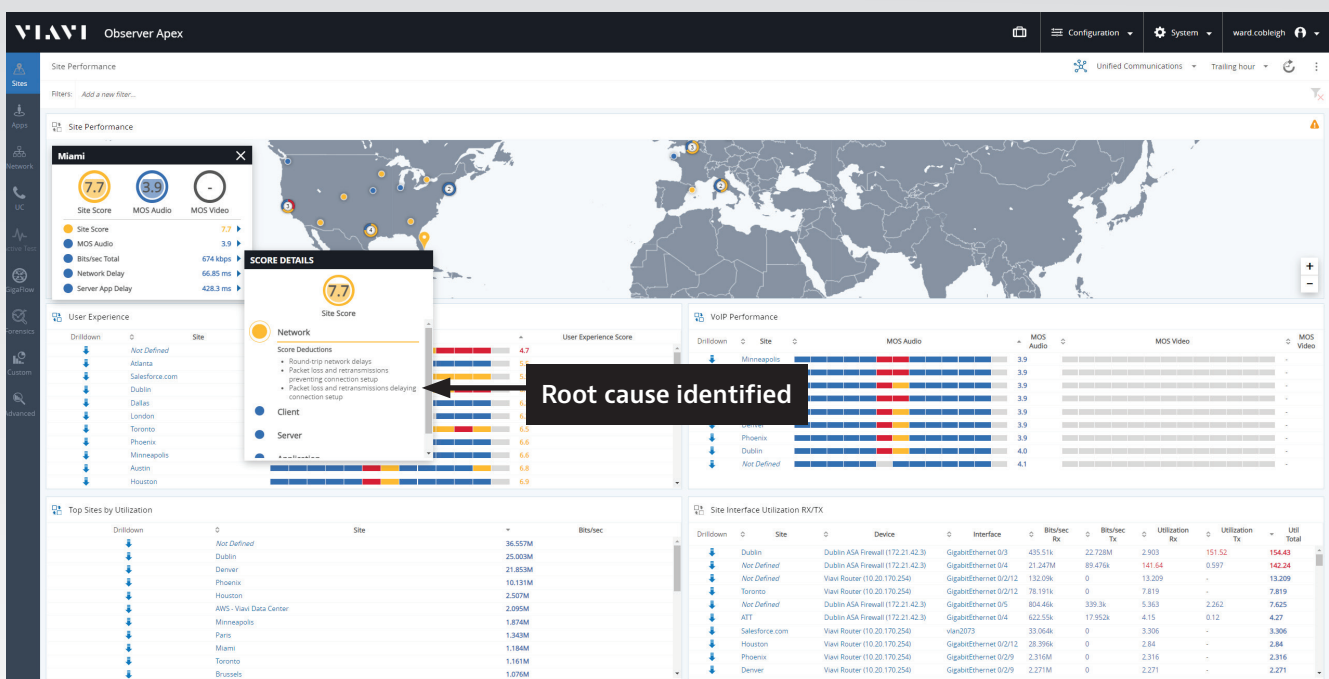 VIAVI Observer Apex
Configuration
System
ward.cobleigh
Sites
Apps
Network
UC
Active Test
GigaFlow
Forensics
Custom
Advanced
Site Performance
Unified Communications
Trailing hour
Filters: Add a new filter...
Site Performance
Miami
7.7 3.9 -
Site Score MOS Audio MOS Video
Site Score 7.7
MOS Audio 3.9
Bits/sec Total 674 kbps
Network Delay 66.85 ms
Server App Delay 428.3 ms
3
4
2
3
2
+
-
SCORE DETAILS
7.7
Site Score
Network
Score Deductions
• Round-trip network delays
• Packet loss and retransmissions
preventing connection setup
• Packet loss and retransmissions delaying
connection setup
Client
Server
Application
Root cause identified
User Experience
Drilldown Site User Experience Score
Not Defined 4.7
Atlanta
Salesforce.com
Dublin
Dallas
London
Toronto 6.5
Phoenix 6.6
Minneapolis 6.6
Austin 6.8
Houston 6.9
VoIP Performance
Drilldown Site MOS Audio MOS Audio MOS Video MOS Video
Minneapolis 3.9 -
3.9 -
3.9 -
3.9 -
3.9 -
Denver 3.9 -
Phoenix 3.9 -
Dublin 4.0 -
Not Defined 4.1 -
Top Sites by Utilization
Drilldown Site Bits/sec
Not Defined 36.557M
Dublin 25.003M
Denver 21.853M
Phoenix 10.131M
Houston 2.507M
AWS - Viavi Data Center 2.095M
Minneapolis 1.874M
Paris 1.343M
Miami 1.184M
Toronto 1.161M
Brussels 1.076M
Site Interface Utilization RX/TX
Drilldown Site Device Interface Bits/sec Rx Bits/sec Tx Utilization Rx Utilization Tx Util Total
Dublin Dublin ASA Firewall (172.21.42.3) GigabitEthernet 0/3 435.51k 22.728M 2.903 151.52 154.43
Not Defined Dublin ASA Firewall (172.21.42.3) GigabitEthernet 0/4 21.247M 89.476k 141.64 0.597 142.24
Not Defined Viavi Router (10.20.170.254) GigabitEthernet 0/2/12 132.09k 0 13.209 - 13.209
Toronto Viavi Router (10.20.170.254) GigabitEthernet 0/2/12 78.191k 0 7.819 - 7.819
Not Defined Dublin ASA Firewall (172.21.42.3) GigabitEthernet 0/5 804.46k 339.3k 5.363 2.262 7.625
ATT Dublin ASA Firewall (172.21.42.3) GigabitEthernet 0/4 622.55k 17.952k 4.15 0.12 4.27
Salesforce.com Viavi Router (10.20.170.254) vlan2073 33.064k 0 3.306 - 3.306
Houston Viavi Router (10.20.170.254) GigabitEthernet 0/2/12 28.396k 0 2.84 - 2.84
Phoenix Viavi Router (10.20.170.254) GigabitEthernet 0/2/9 2.316M 0 2.316 - 2.316
Denver Viavi Router (10.20.170.254) GigabitEthernet 0/2/9 2.271M 0 2.271 - 2.271